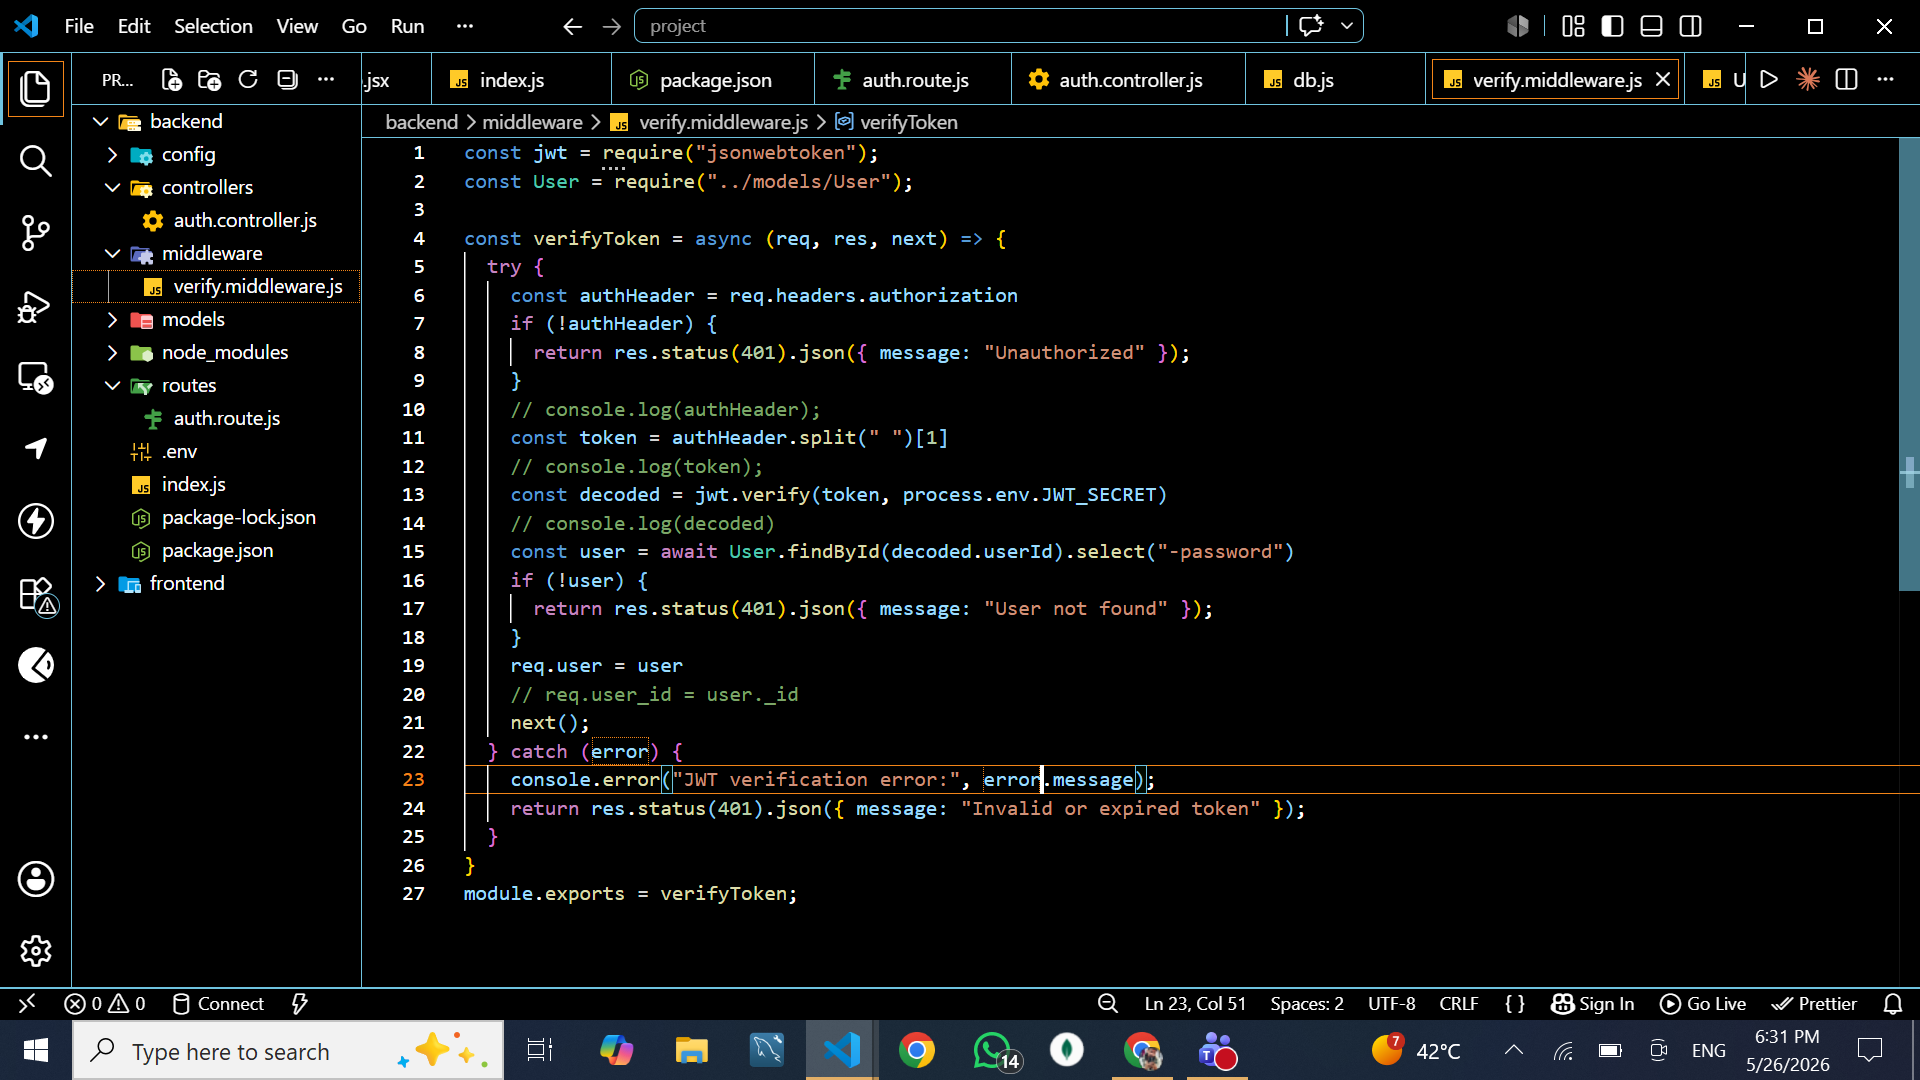 File Edit Selection View Go Run ··· project
PR... .jsx index.js package.json auth.route.js auth.controller.js db.js verify.middleware.js U
backend > middleware > verify.middleware.js > verifyToken
backend
config
controllers
auth.controller.js
middleware
verify.middleware.js
models
node_modules
routes
auth.route.js
.env
index.js
package-lock.json
package.json
frontend
1 const jwt = require("jsonwebtoken");
2 const User = require("../models/User");
3
4 const verifyToken = async (req, res, next) => {
5 try {
6 const authHeader = req.headers.authorization
7 if (!authHeader) {
8 return res.status(401).json({ message: "Unauthorized" });
9 }
10 // console.log(authHeader);
11 const token = authHeader.split(" ")[1]
12 // console.log(token);
13 const decoded = jwt.verify(token, process.env.JWT_SECRET)
14 // console.log(decoded)
15 const user = await User.findById(decoded.userId).select("-password")
16 if (!user) {
17 return res.status(401).json({ message: "User not found" });
18 }
19 req.user = user
20 // req.user_id = user._id
21 next();
22 } catch (error) {
23 console.error("JWT verification error:", error.message);
24 return res.status(401).json({ message: "Invalid or expired token" });
25 }
26 }
27 module.exports = verifyToken;
0 0 Connect Ln 23, Col 51 Spaces: 2 UTF-8 CRLF { } Sign In Go Live Prettier
Type here to search 14 7 42°C ENG 6:31 PM
5/26/2026